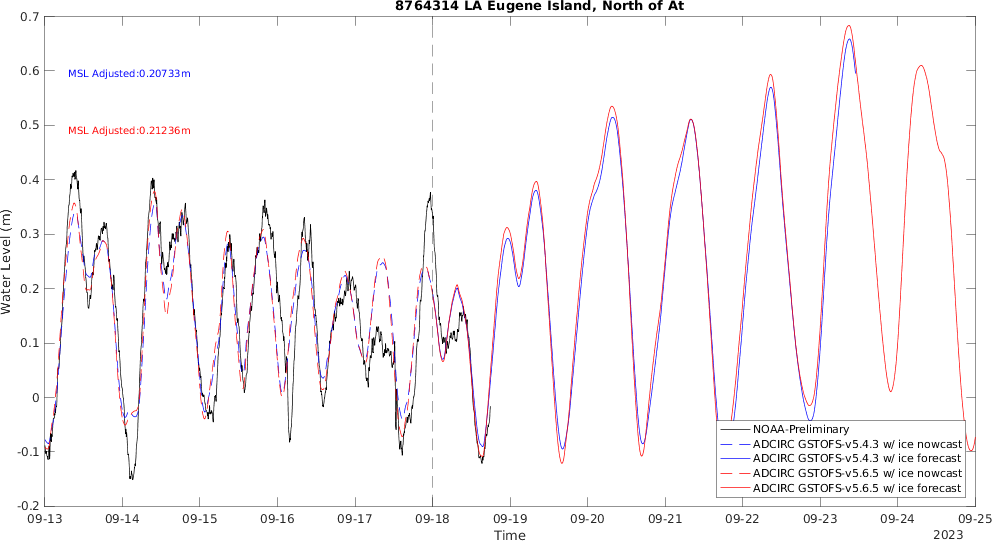 8764314 LA Eugene Island, North of At
0.7
0.6
0.5
0.4
0.3
0.2
0.1
0
-0.1
-0.2
Water Level (m)
MSL Adjusted:0.20733m
MSL Adjusted:0.21236m
NOAA-Preliminary
ADCIRC GSTOFS-v5.4.3 w/ ice nowcast
ADCIRC GSTOFS-v5.4.3 w/ ice forecast
ADCIRC GSTOFS-v5.6.5 w/ ice nowcast
ADCIRC GSTOFS-v5.6.5 w/ ice forecast
09-13 09-14 09-15 09-16 09-17 09-18 09-19 09-20 09-21 09-22 09-23 09-24 09-25
Time
2023